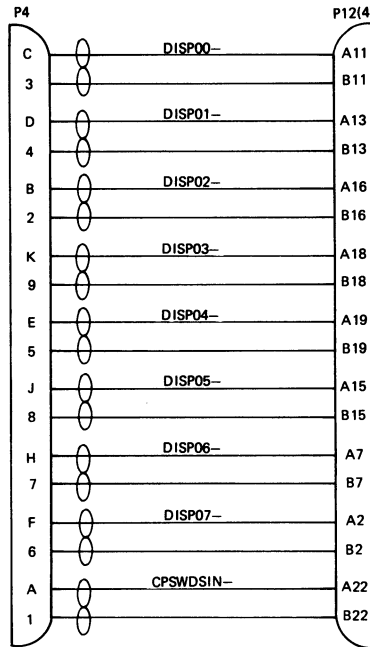 P4 P12(4
C DISP00— A11
3 B11
D DISP01— A13
4 B13
B DISP02— A16
2 B16
K DISP03— A18
9 B18
E DISP04— A19
5 B19
J DISP05— A15
8 B15
H DISP06— A7
7 B7
F DISP07— A2
6 B2
A CPSWDSIN— A22
1 B22